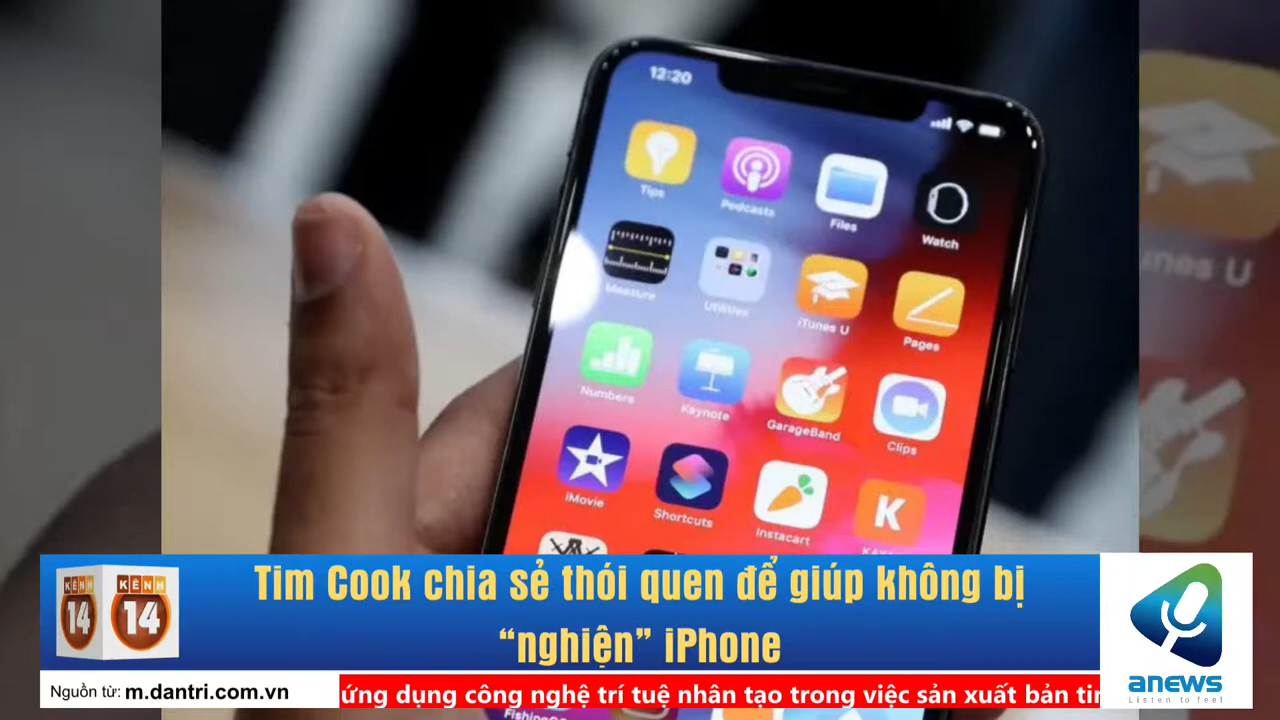 12:20
Tips
Podcasts
Files
Watch
Measure
Utilities
iTunes U
Pages
iTunes U
Numbers
Keynote
GarageBand
Clips
iMovie
Shortcuts
Instacart
K
KÊNH
14
KÊNH
14
Tim Cook chia sẻ thói quen để giúp không bị
“nghiện” iPhone
Nguồn từ: m.dantri.com.vn
ứng dụng công nghệ trí tuệ nhân tạo trong việc sản xuất bản tin
anews
Listen to feel